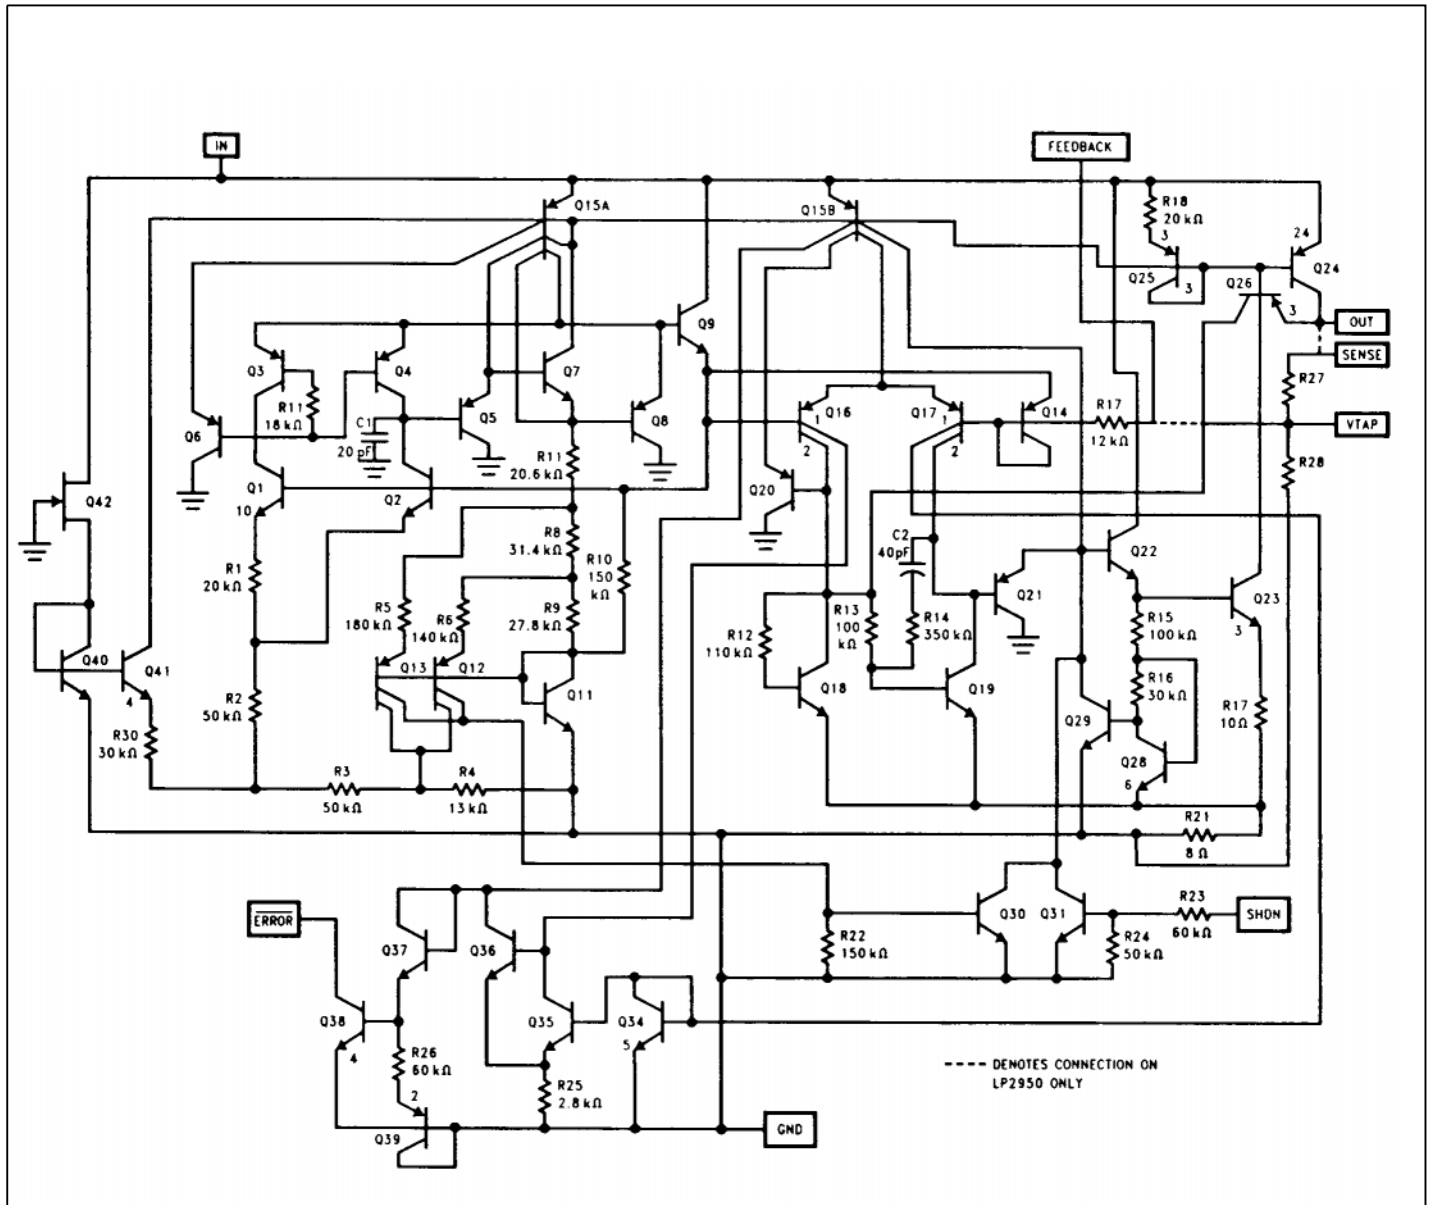 IN
FEEDBACK
Q15A
Q15B
R18
20 kΩ
3
Q25
3
24
Q24
Q26
3
OUT
SENSE
R27
VTAP
R28
Q3
R11
18 kΩ
Q4
Q6
C1
20 pF
Q5
Q7
Q8
Q9
R11
20.6 kΩ
Q16
1
2
Q17
1
2
Q14
R17
12 kΩ
Q42
Q1
10
Q2
Q20
C2
40 pF
Q22
R1
20 kΩ
R8
31.4 kΩ
R10
150
kΩ
R5
180 kΩ
R6
140 kΩ
R9
27.8 kΩ
R12
110 kΩ
R13
100
kΩ
R14
350 kΩ
Q21
R15
100 kΩ
Q23
3
Q40
Q41
4
R2
50 kΩ
Q13
Q12
Q11
Q18
Q19
R16
30 kΩ
Q29
R17
10 Ω
R30
30 kΩ
R3
50 kΩ
R4
13 kΩ
Q28
6
R21
8 Ω
ERROR
Q37
Q36
R22
150 kΩ
Q30
Q31
R23
60 kΩ
SHDN
R24
50 kΩ
Q38
4
Q35
Q34
5
R26
60 kΩ
2
Q39
R25
2.8 kΩ
GND
---- DENOTES CONNECTION ON
LP2950 ONLY